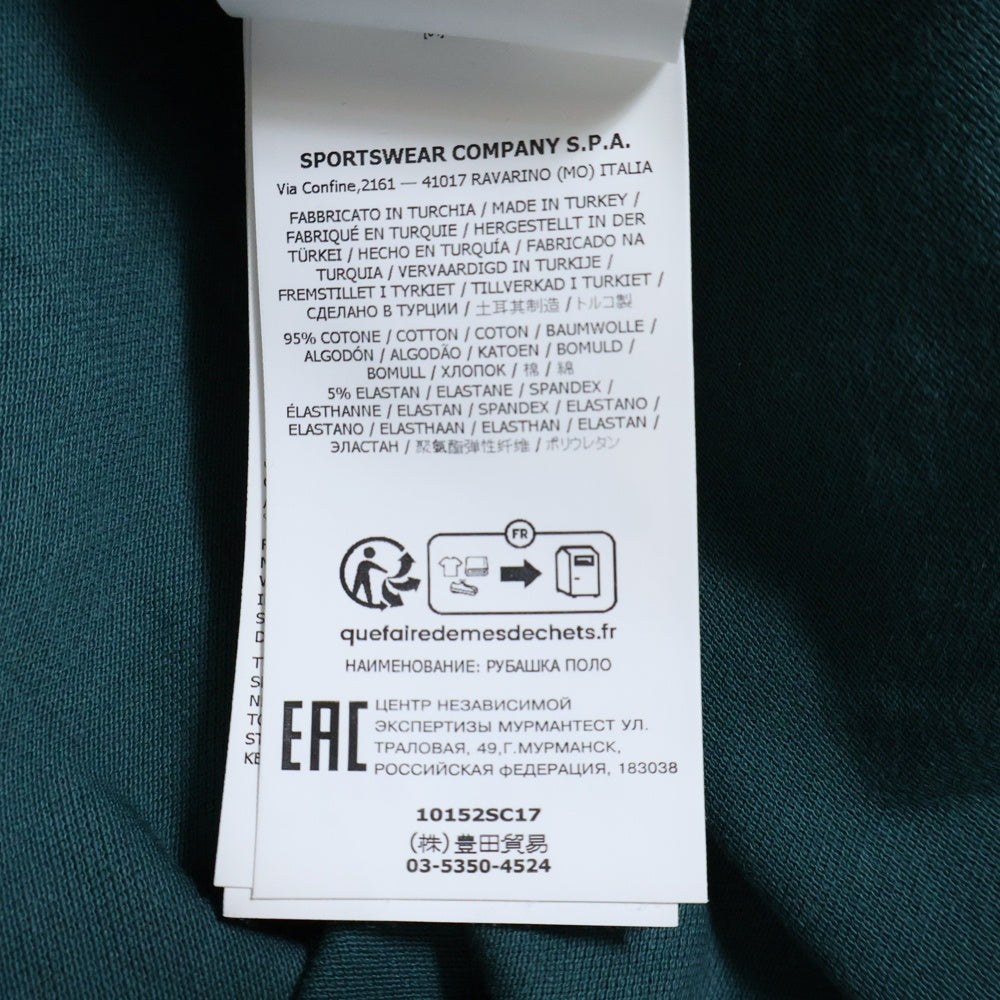 SPORTSWEAR COMPANY S.P.A.
Via Confine,2161 — 41017 RAVARINO (MO) ITALIA
FABBRICATO IN TURCHIA / MADE IN TURKEY /
FABRIQUÉ EN TURQUIE / HERGESTELLT IN DER
TÜRKEI / HECHO EN TURQUÍA / FABRICADO NA
TURQUIA / VERVAARDIGD IN TURKIJE /
FREMSTILLET I TYRKIET / TILLVERKAD I TURKIET /
СДЕЛАНО В ТУРЦИИ / 土耳其制造 / トルコ製
95% COTONE / COTTON / COTON / BAUMWOLLE /
ALGODÓN / ALGODÃO / KATOEN / BOMULD /
BOMULL / ХЛОПОК / 棉 / 綿
5% ELASTAN / ELASTANE / SPANDEX /
ÉLASTHANNE / ELASTAN / SPANDEX / ELASTANO /
ELASTANO / ELASTHAAN / ELASTHAN / ELASTAN /
ЭЛАСТАН / 聚氨酯弹性纤维 / ポリウレタン
FR
quefairedemesdechets.fr
НАИМЕНОВАНИЕ: РУБАШКА ПОЛО
EAC
ЦЕНТР НЕЗАВИСИМОЙ
ЭКСПЕРТИЗЫ МУРМАНТЕСТ УЛ.
ТРАЛОВАЯ, 49,Г.МУРМАНСК,
РОССИЙСКАЯ ФЕДЕРАЦИЯ, 183038
10152SC17
(株)豊田貿易
03-5350-4524